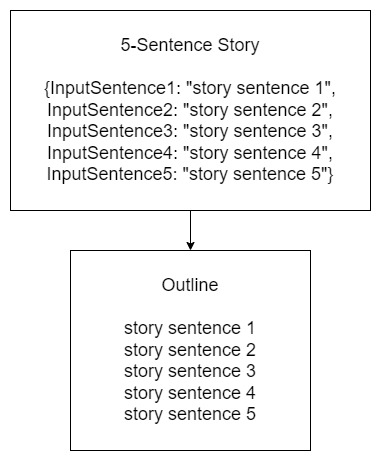 5-Sentence Story
{InputSentence1: "story sentence 1",
InputSentence2: "story sentence 2",
InputSentence3: "story sentence 3",
InputSentence4: "story sentence 4",
InputSentence5: "story sentence 5"}
Outline
story sentence 1
story sentence 2
story sentence 3
story sentence 4
story sentence 5